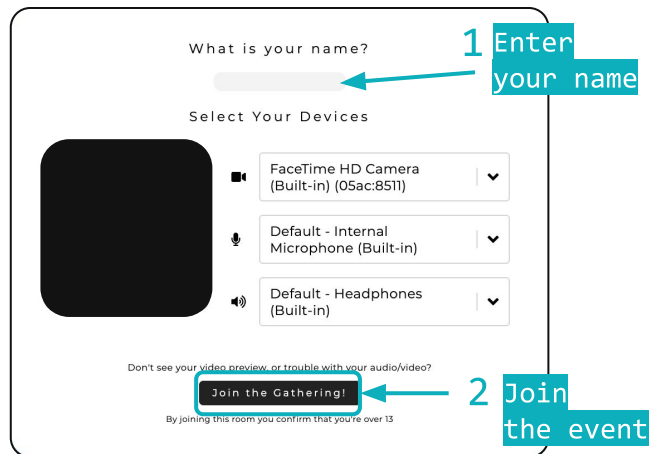 What is your name?
1 Enter
your name
Select Your Devices
FaceTime HD Camera
(Built-in) (05ac:8511)
Default - Internal
Microphone (Built-in)
Default - Headphones
(Built-in)
Don't see your video preview, or trouble with your audio/video?
Join the Gathering!
2 Join
the event
By joining this room you confirm that you're over 13